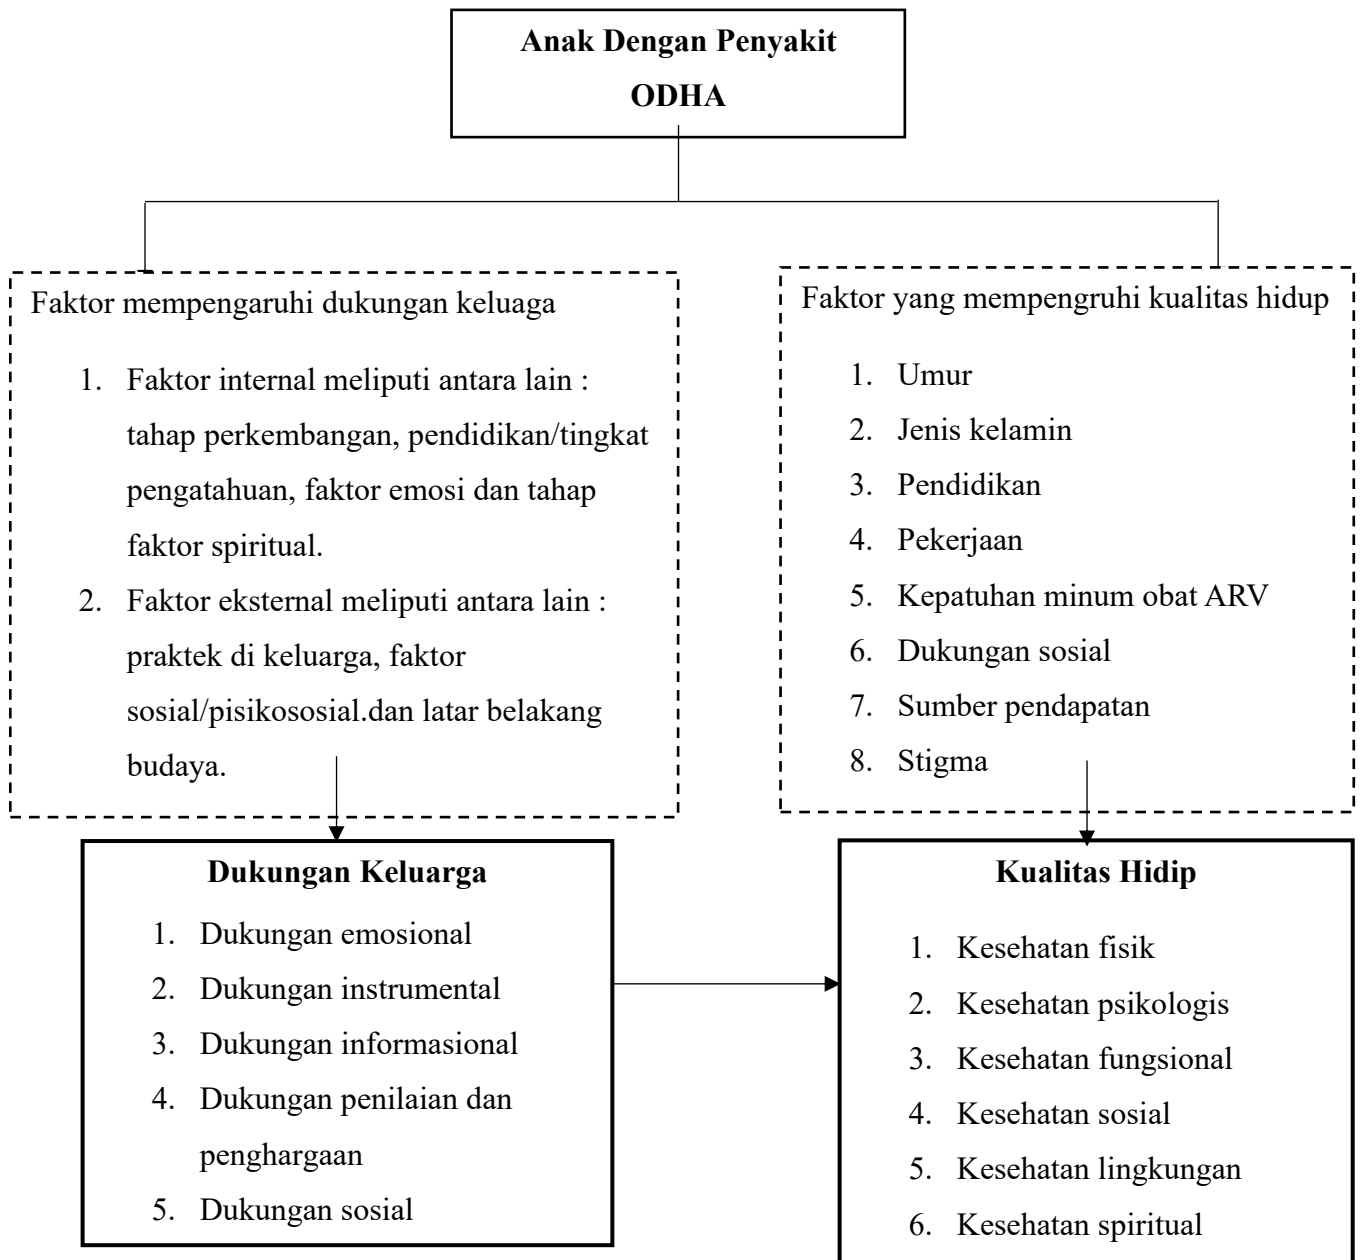 Anak Dengan Penyakit
ODHA
Faktor mempengaruhi dukungan keluaga
1. Faktor internal meliputi antara lain :
tahap perkembangan, pendidikan/tingkat
pengatahuan, faktor emosi dan tahap
faktor spiritual.
2. Faktor eksternal meliputi antara lain :
praktek di keluarga, faktor
sosial/pisikososial.dan latar belakang
budaya.
Faktor yang mempengruhi kualitas hidup
1. Umur
2. Jenis kelamin
3. Pendidikan
4. Pekerjaan
5. Kepatuhan minum obat ARV
6. Dukungan sosial
7. Sumber pendapatan
8. Stigma
Dukungan Keluarga
1. Dukungan emosional
2. Dukungan instrumental
3. Dukungan informasional
4. Dukungan penilaian dan
penghargaan
5. Dukungan sosial
Kualitas Hidip
1. Kesehatan fisik
2. Kesehatan psikologis
3. Kesehatan fungsional
4. Kesehatan sosial
5. Kesehatan lingkungan
6. Kesehatan spiritual